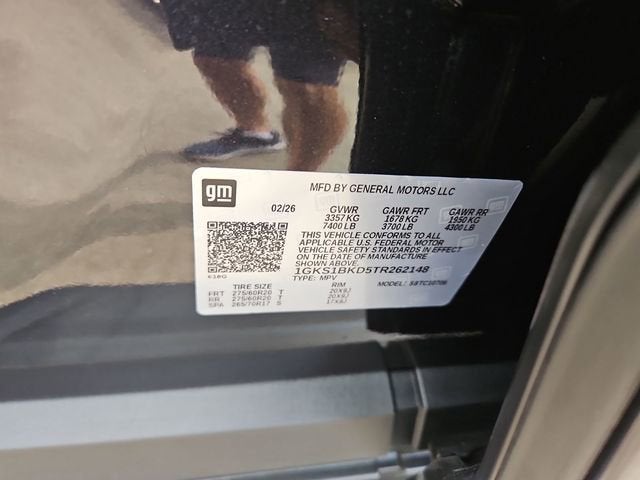 gm
MFD BY GENERAL MOTORS LLC
02/26 GVWR GAWR FRT GAWR RR
3357 KG 1678 KG 1950 KG
7400 LB 3700 LB 4300 LB
THIS VEHICLE CONFORMS TO ALL
APPLICABLE U.S. FEDERAL MOTOR
VEHICLE SAFETY STANDARDS IN EFFECT
ON THE DATE OF MANUFACTURE
SHOWN ABOVE.
1GKS1BKD5TR262148
TYPE: MPV MODEL:
TIRE SIZE RIM
FRT 275/60R20 T 20X9J
RR 275/60R20 T 20X9J
SPA 265/70R17 S 17X8J